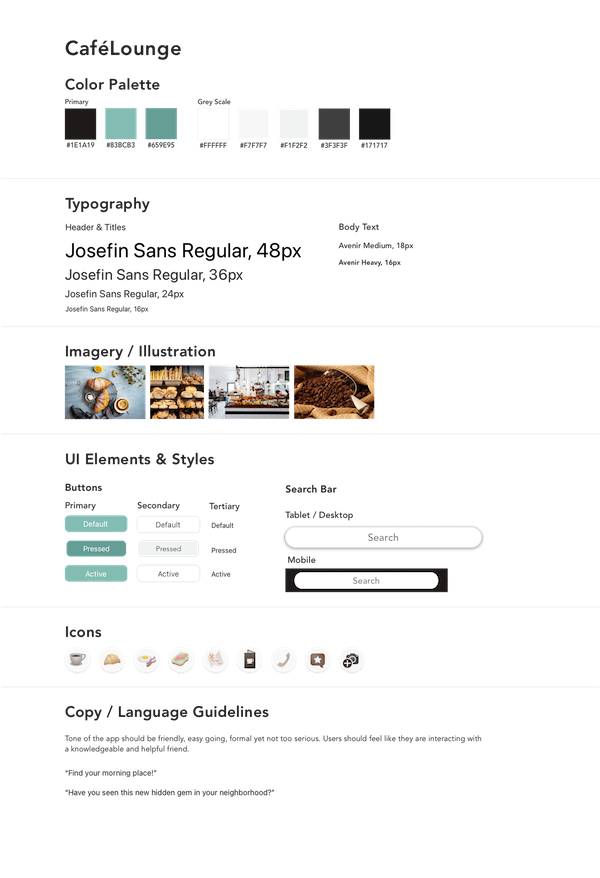 CaféLounge
Color Palette
Primary
Grey Scale
#1E1A19
#83BCB3
#659E95
#FFFFFF
#F7F7F7
#F1F2F2
#3F3F3F
#171717
Typography
Header & Titles
Josefin Sans Regular, 48px
Josefin Sans Regular, 36px
Josefin Sans Regular, 24px
Josefin Sans Regular, 16px
Body Text
Avenir Medium, 18px
Avenir Heavy, 16px
Imagery / Illustration
UI Elements & Styles
Buttons
Primary
Secondary
Tertiary
Default
Default
Default
Pressed
Pressed
Pressed
Active
Active
Active
Search Bar
Tablet / Desktop
Search
Mobile
Search
Icons
Copy / Language Guidelines
Tone of the app should be friendly, easy going, formal yet not too serious. Users should feel like they are interacting with
a knowledgeable and helpful friend.
“Find your morning place!”
“Have you seen this new hidden gem in your neighborhood?”